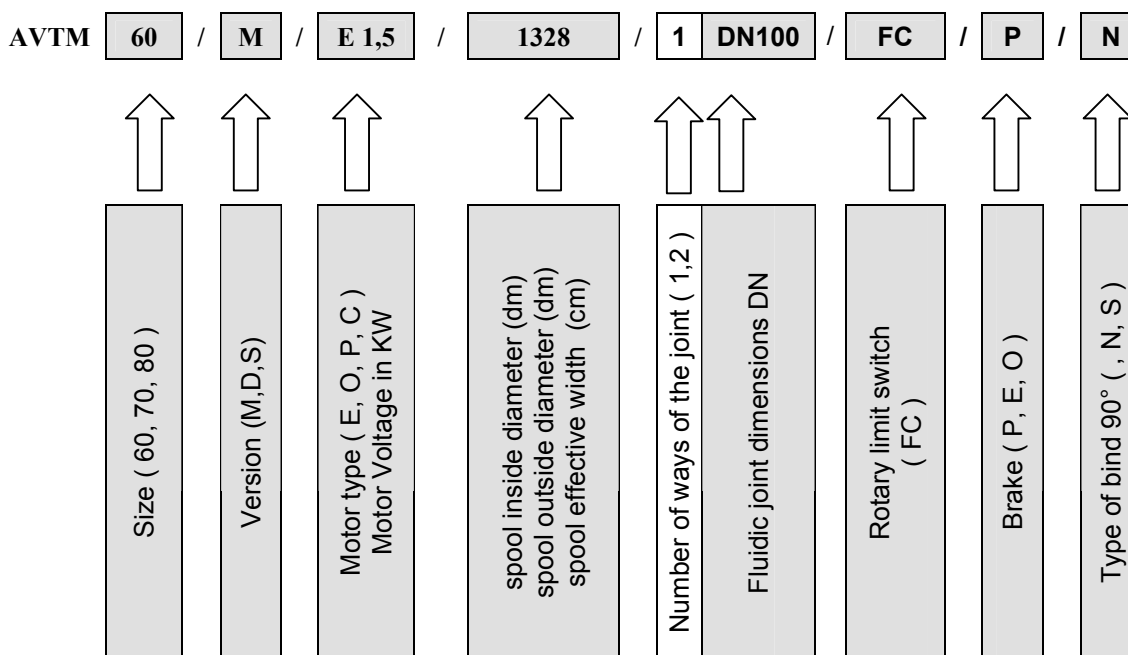 AVTM 60 / M / E 1,5 / 1328 / 1 DN100 / FC / P / N
Size ( 60, 70, 80 )
Version (M,D,S)
Motor type ( E, O, P, C )
Motor Voltage in KW
spool inside diameter (dm)
spool outside diameter (dm)
spool effective width (cm)
Number of ways of the joint ( 1,2 )
Fluidic joint dimensions DN
Rotary limit switch
( FC )
Brake ( P, E, O )
Type of bind 90° ( , N, S )